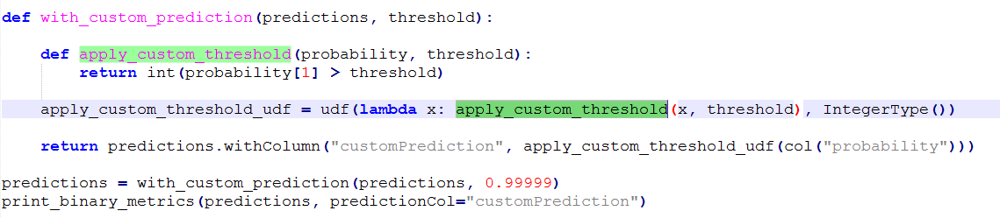 def with_custom_prediction(predictions, threshold):
    def apply_custom_threshold(probability, threshold):
        return int(probability[1] > threshold)
    apply_custom_threshold_udf = udf(lambda x: apply_custom_threshold(x, threshold), IntegerType())
    return predictions.withColumn("customPrediction", apply_custom_threshold_udf(col("probability")))
predictions = with_custom_prediction(predictions, 0.99999)
print_binary_metrics(predictions, predictionCol="customPrediction")